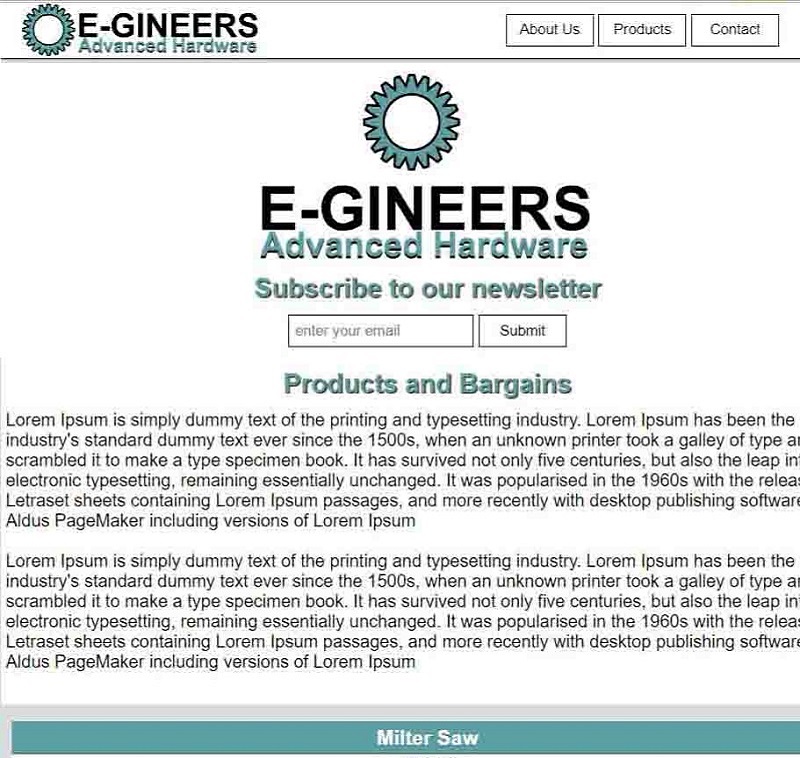 E-GINEERS
Advanced Hardware
About Us
Products
Contact
E-GINEERS
Advanced Hardware
Subscribe to our newsletter
enter your email
Submit
Products and Bargains
Lorem Ipsum is simply dummy text of the printing and typesetting industry. Lorem Ipsum has been the
industry's standard dummy text ever since the 1500s, when an unknown printer took a galley of type
scrambled it to make a type specimen book. It has survived not only five centuries, but also the leap
electronic typesetting, remaining essentially unchanged. It was popularised in the 1960s with the
Letraset sheets containing Lorem Ipsum passages, and more recently with desktop publishing software
Aldus PageMaker including versions of Lorem Ipsum
Lorem Ipsum is simply dummy text of the printing and typesetting industry. Lorem Ipsum has been the
industry's standard dummy text ever since the 1500s, when an unknown printer took a galley of type
scrambled it to make a type specimen book. It has survived not only five centuries, but also the leap
electronic typesetting, remaining essentially unchanged. It was popularised in the 1960s with the
Letraset sheets containing Lorem Ipsum passages, and more recently with desktop publishing software
Aldus PageMaker including versions of Lorem Ipsum
Milter Saw